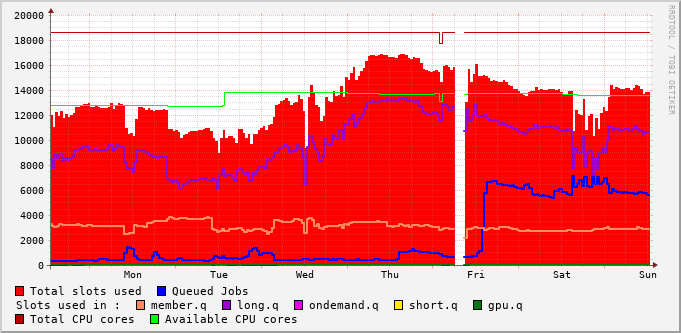 20000
18000
16000
14000
12000
10000
8000
6000
4000
2000
0
Mon Tue Wed Thu Fri Sat Sun
RRDTOOL / TOBI OETIKER
Total slots used Queued Jobs
Slots used in : member.q long.q ondemand.q short.q gpu.q
Total CPU cores Available CPU cores